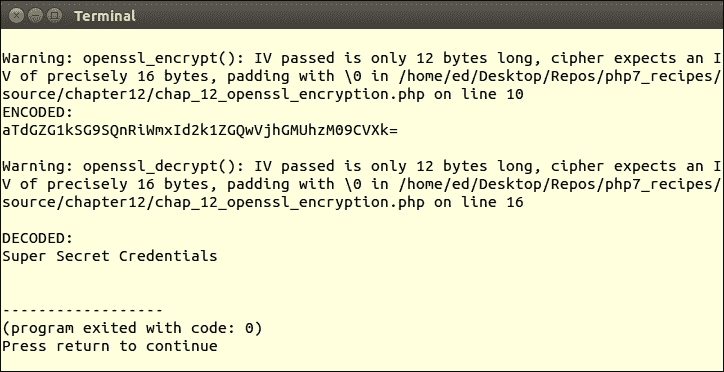 Terminal
Warning: openssl_encrypt(): IV passed is only 12 bytes long, cipher expects an I
V of precisely 16 bytes, padding with \0 in /home/ed/Desktop/Repos/php7_recipes/
source/chapter12/chap_12_openssl_encryption.php on line 10
ENCODED:
aTdGZG1kSG9SQnRiWmxId2k1ZGQwVjhGMUhzM09CVXk=
Warning: openssl_decrypt(): IV passed is only 12 bytes long, cipher expects an I
V of precisely 16 bytes, padding with \0 in /home/ed/Desktop/Repos/php7_recipes/
source/chapter12/chap_12_openssl_encryption.php on line 16
DECODED:
Super Secret Credentials
------------------
(program exited with code: 0)
Press return to continue